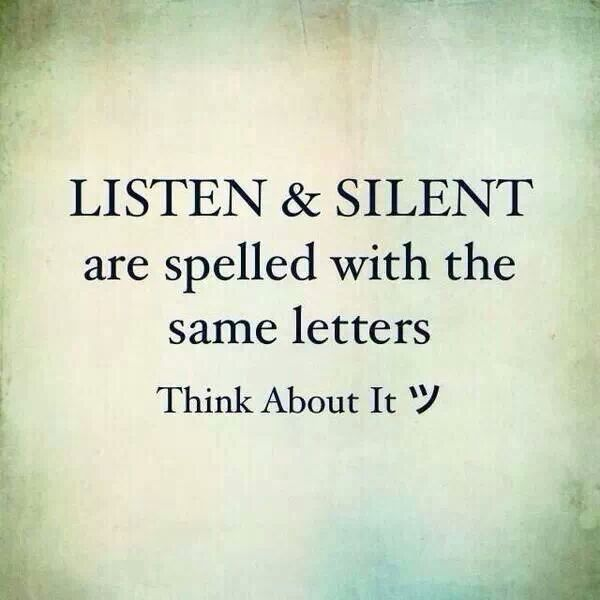 LISTEN & SILENT
are spelled with the
same letters
Think About It ツ